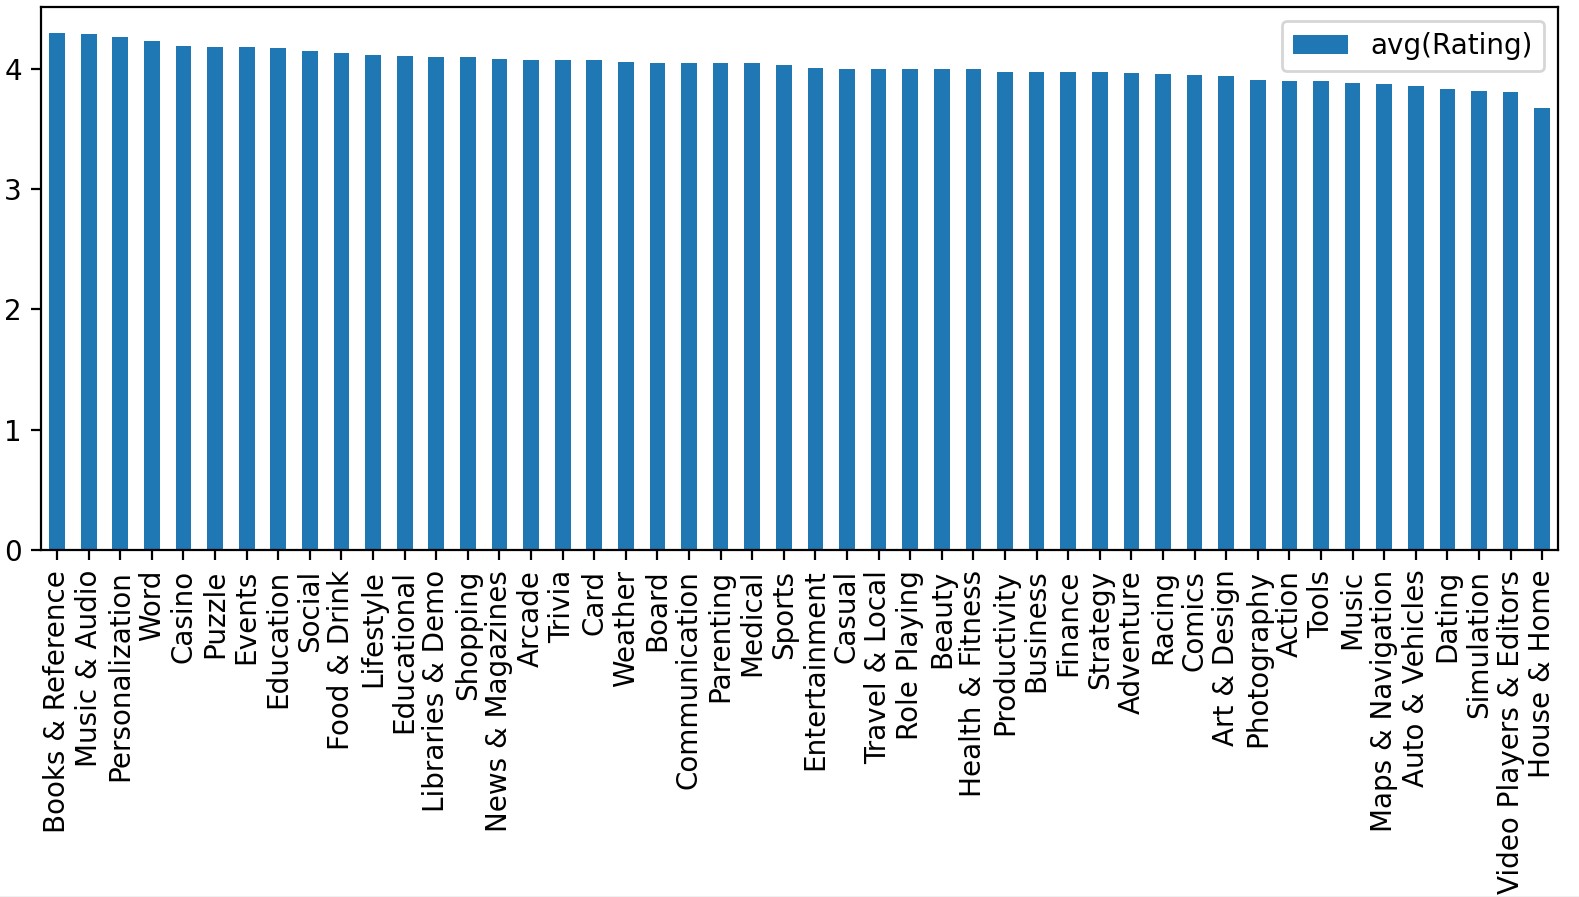 avg(Rating)
4
3
2
1
0
Books & Reference
Music & Audio
Personalization
Word
Casino
Puzzle
Events
Education
Social
Food & Drink
Lifestyle
Educational
Libraries & Demo
Shopping
News & Magazines
Arcade
Trivia
Card
Weather
Board
Communication
Parenting
Medical
Sports
Entertainment
Casual
Travel & Local
Role Playing
Beauty
Health & Fitness
Productivity
Business
Finance
Strategy
Adventure
Racing
Comics
Art & Design
Photography
Action
Tools
Music
Maps & Navigation
Auto & Vehicles
Dating
Simulation
Video Players & Editors
House & Home